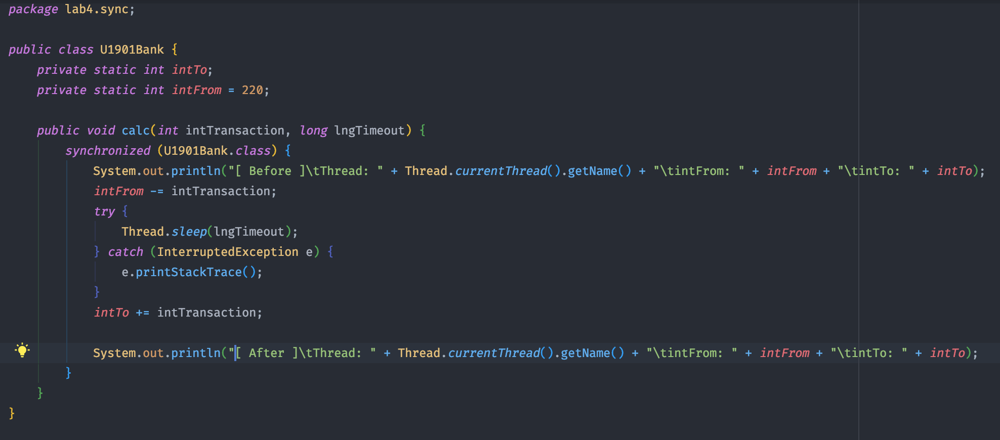 package lab4.sync;
public class U1901Bank {
    private static int intTo;
    private static int intFrom = 220;
    public void calc(int intTransaction, long lngTimeout) {
        synchronized (U1901Bank.class) {
            System.out.println("[ Before ]\tThread: " + Thread.currentThread().getName() + "\tintFrom: " + intFrom + "\tintTo: " + intTo);
            intFrom -= intTransaction;
            try {
                Thread.sleep(lngTimeout);
            } catch (InterruptedException e) {
                e.printStackTrace();
            }
            intTo += intTransaction;
            System.out.println("[ After ]\tThread: " + Thread.currentThread().getName() + "\tintFrom: " + intFrom + "\tintTo: " + intTo);
        }
    }
}